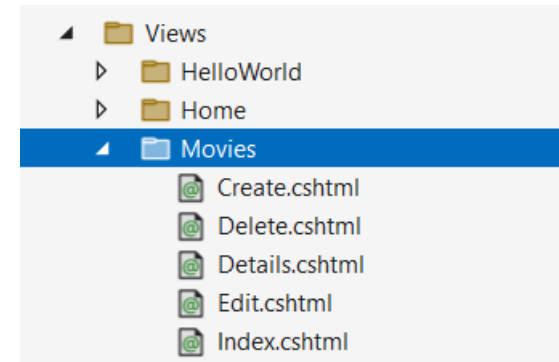 Views
HelloWorld
Home
Movies
Create.cshtml
Delete.cshtml
Details.cshtml
Edit.cshtml
Index.cshtml